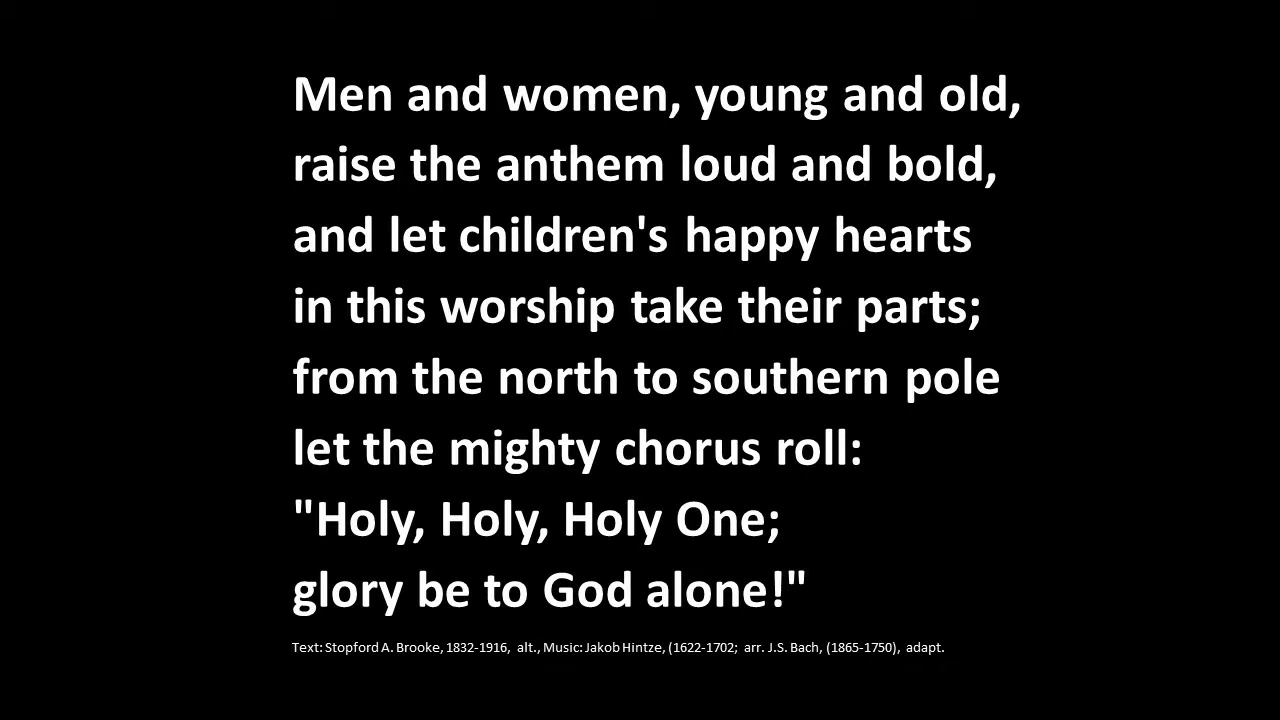 Men and women, young and old,
raise the anthem loud and bold,
and let children's happy hearts
in this worship take their parts;
from the north to southern pole
let the mighty chorus roll:
"Holy, Holy, Holy One;
glory be to God alone!"
Text: Stopford A. Brooke, 1832-1916, alt., Music: Jakob Hintze, (1622-1702; arr. J.S. Bach, (1865-1750), adapt.